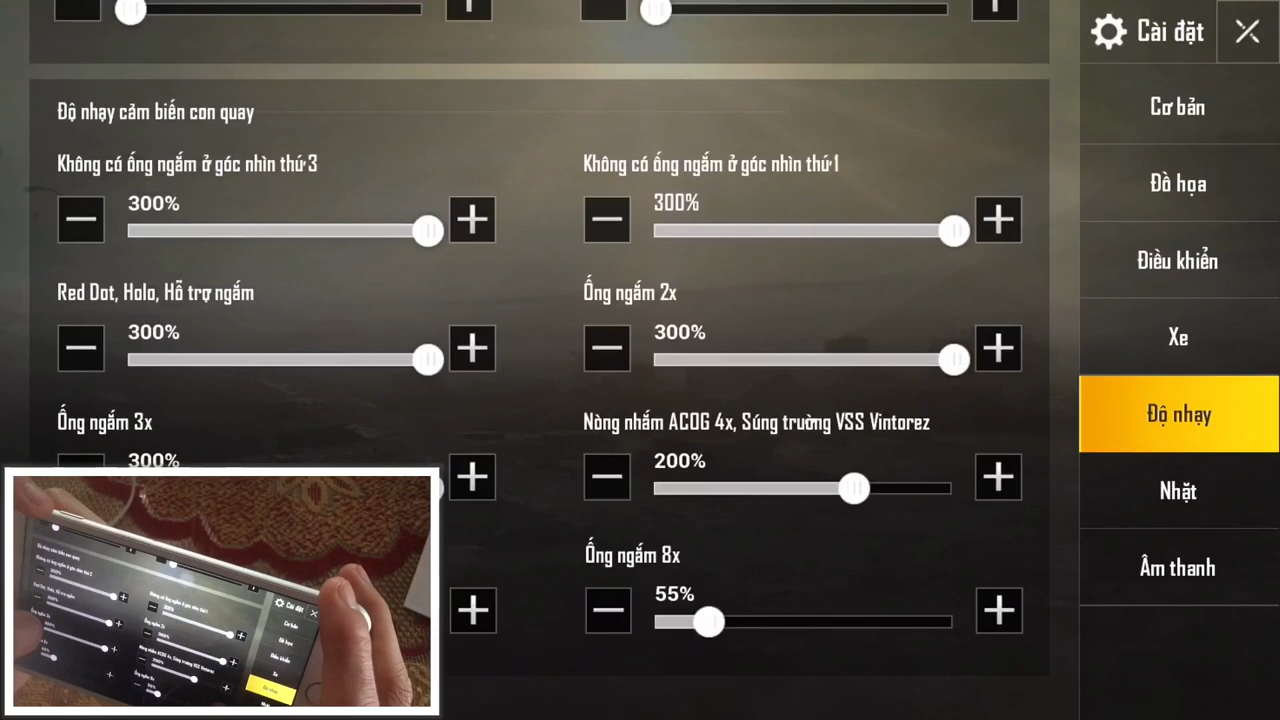 Cài đặt
Độ nhạy cảm biến con quay
Không có ống ngắm ở góc nhìn thứ 3
300%
Không có ống ngắm ở góc nhìn thứ 1
300%
Red Dot, Holo, Hỗ trợ ngắm
300%
Ống ngắm 2x
300%
Ống ngắm 3x
300%
Nòng nhắm ACOG 4x, Súng trường VSS Vintorez
200%
Ống ngắm 8x
55%
Cơ bản
Đồ họa
Điều khiển
Xe
Độ nhạy
Nhặt
Âm thanh